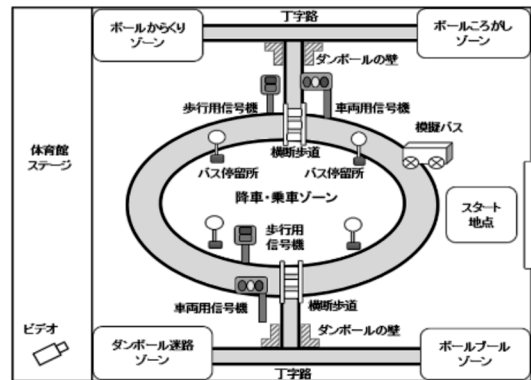 丁字路
ボールからくり
ゾーン
ボールころがし
ゾーン
ダンボールの壁
歩行用信号機
車両用信号機
模擬バス
体育館
ステージ
横断歩道
バス停留所
バス停留所
降車・乗車ゾーン
スタート
地点
歩行用
信号機
車両用信号機
横断歩道
ビデオ
ダンボールの壁
ダンボール迷路
ゾーン
ボールプール
ゾーン
丁字路